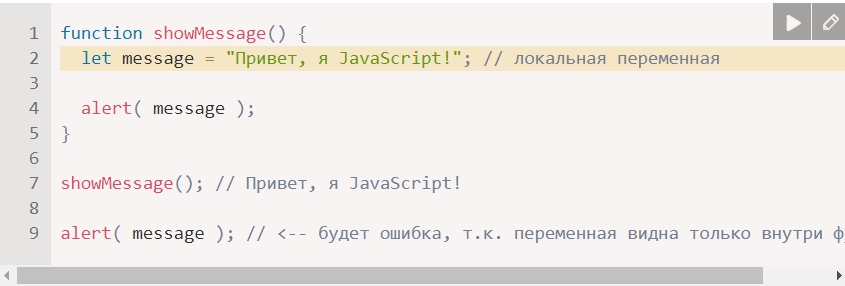 1 function showMessage() {
2 let message = "Привет, я JavaScript!"; // локальная переменная
3
4 alert( message );
5 }
6
7 showMessage(); // Привет, я JavaScript!
8
9 alert( message ); // <-- будет ошибка, т.к. переменная видна только внутри